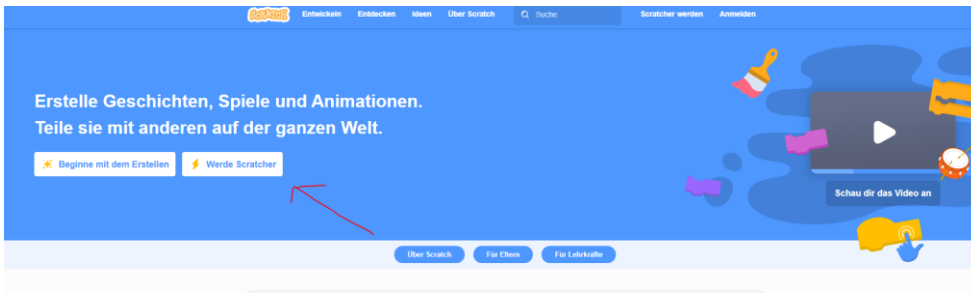 SCRATCH Entwickeln Entdecken Ideen Über Scratch Suche Scratcher werden Anmelden
Erstelle Geschichten, Spiele und Animationen.
Teile sie mit anderen auf der ganzen Welt.
Beginne mit dem Erstellen Werde Scratcher
Schau dir das Video an
Über Scratch Für Eltern Für Lehrkräfte